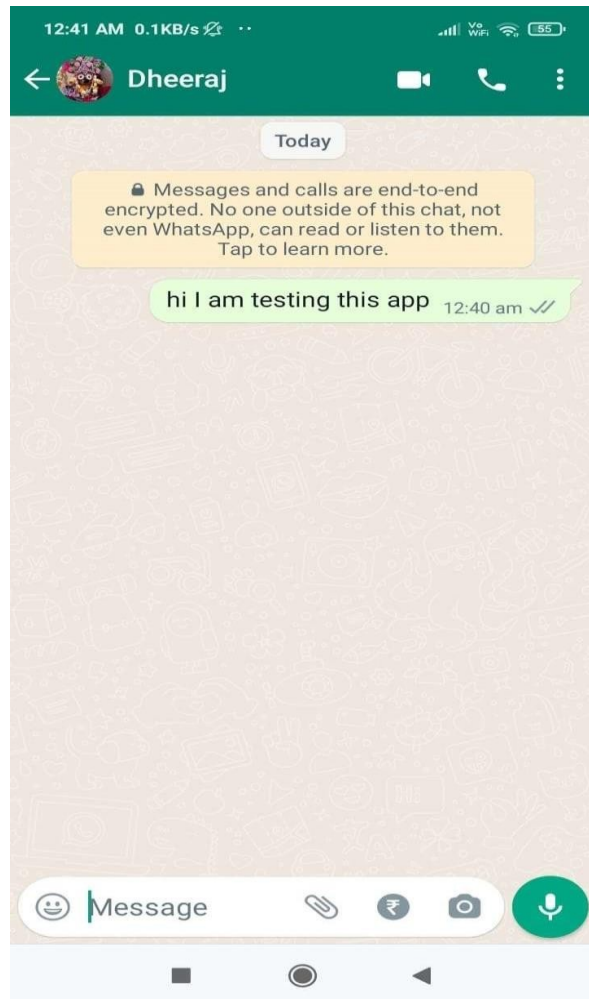 12:41 AM 0.1KB/s
Vo
WiFi
55
Dheeraj
Today
Messages and calls are end-to-end
encrypted. No one outside of this chat, not
even WhatsApp, can read or listen to them.
Tap to learn more.
hi I am testing this app 12:40 am
Message
₹